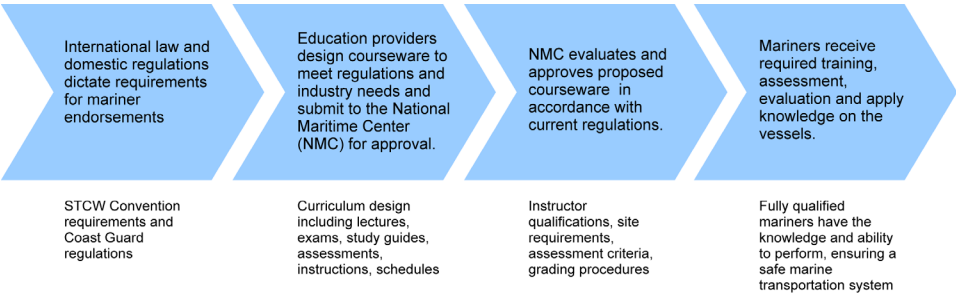 International law and
domestic regulations
dictate requirements
for mariner
endorsements
Education providers
design courseware to
meet regulations and
industry needs and
submit to the National
Maritime Center
(NMC) for approval.
NMC evaluates and
approves proposed
courseware in
accordance with
current regulations.
Mariners receive
required training,
assessment,
evaluation and apply
knowledge on the
vessels.
STCW Convention
requirements and
Coast Guard
regulations
Curriculum design
including lectures,
exams, study guides,
assessments,
instructions, schedules
Instructor
qualifications, site
requirements,
assessment criteria,
grading procedures
Fully qualified
mariners have the
knowledge and ability
to perform, ensuring a
safe marine
transportation system